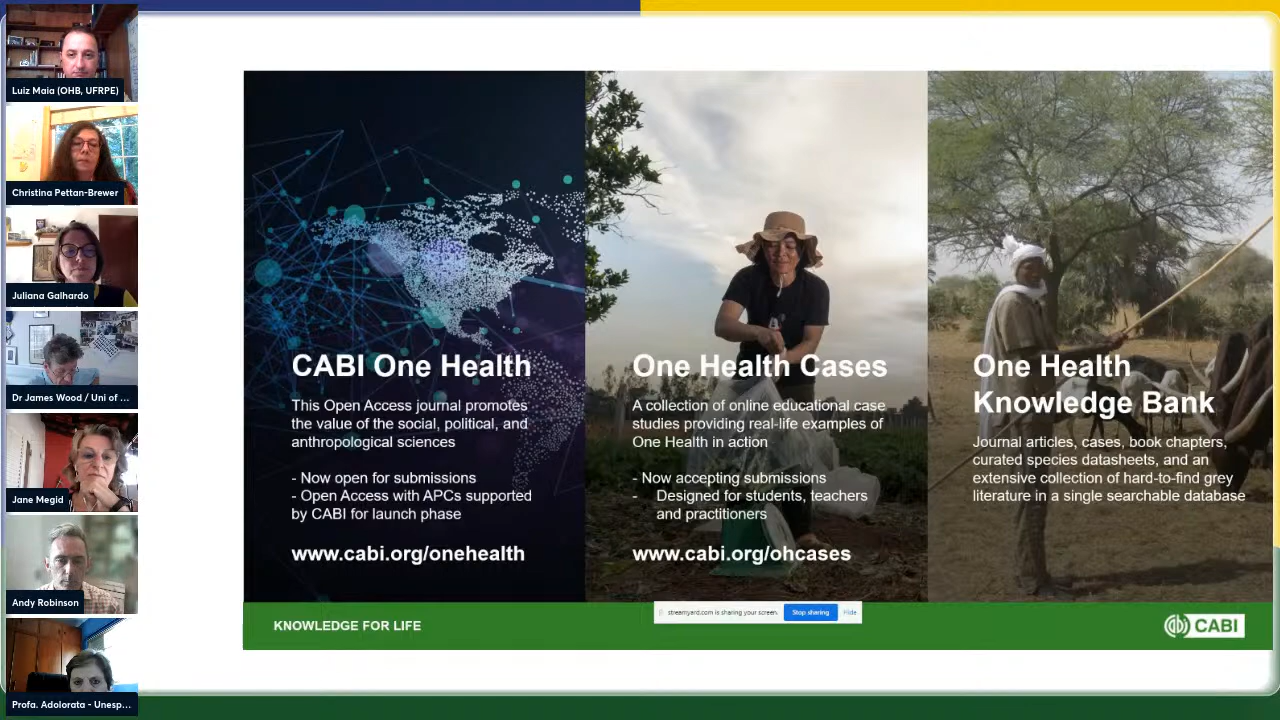 Luiz Maia (OHB, UFRPE)
Christina Pettan-Brewer
Juliana Galhardo
Dr James Wood / Uni of ...
Jane Megid
Andy Robinson
Profa. Adolorata - Unesp...
CABI One Health
This Open Access journal promotes
the value of the social, political, and
anthropological sciences
- Now open for submissions
- Open Access with APCs supported
by CABI for launch phase
www.cabi.org/onehealth
One Health Cases
A collection of online educational case
studies providing real-life examples of
One Health in action
- Now accepting submissions
- Designed for students, teachers
and practitioners
www.cabi.org/ohcases
One Health
Knowledge Bank
Journal articles, cases, book chapters,
curated species datasheets, and an
extensive collection of hard-to-find grey
literature in a single searchable database
streamyard.com is sharing your screen.
Stop sharing
Hide
KNOWLEDGE FOR LIFE
CABI